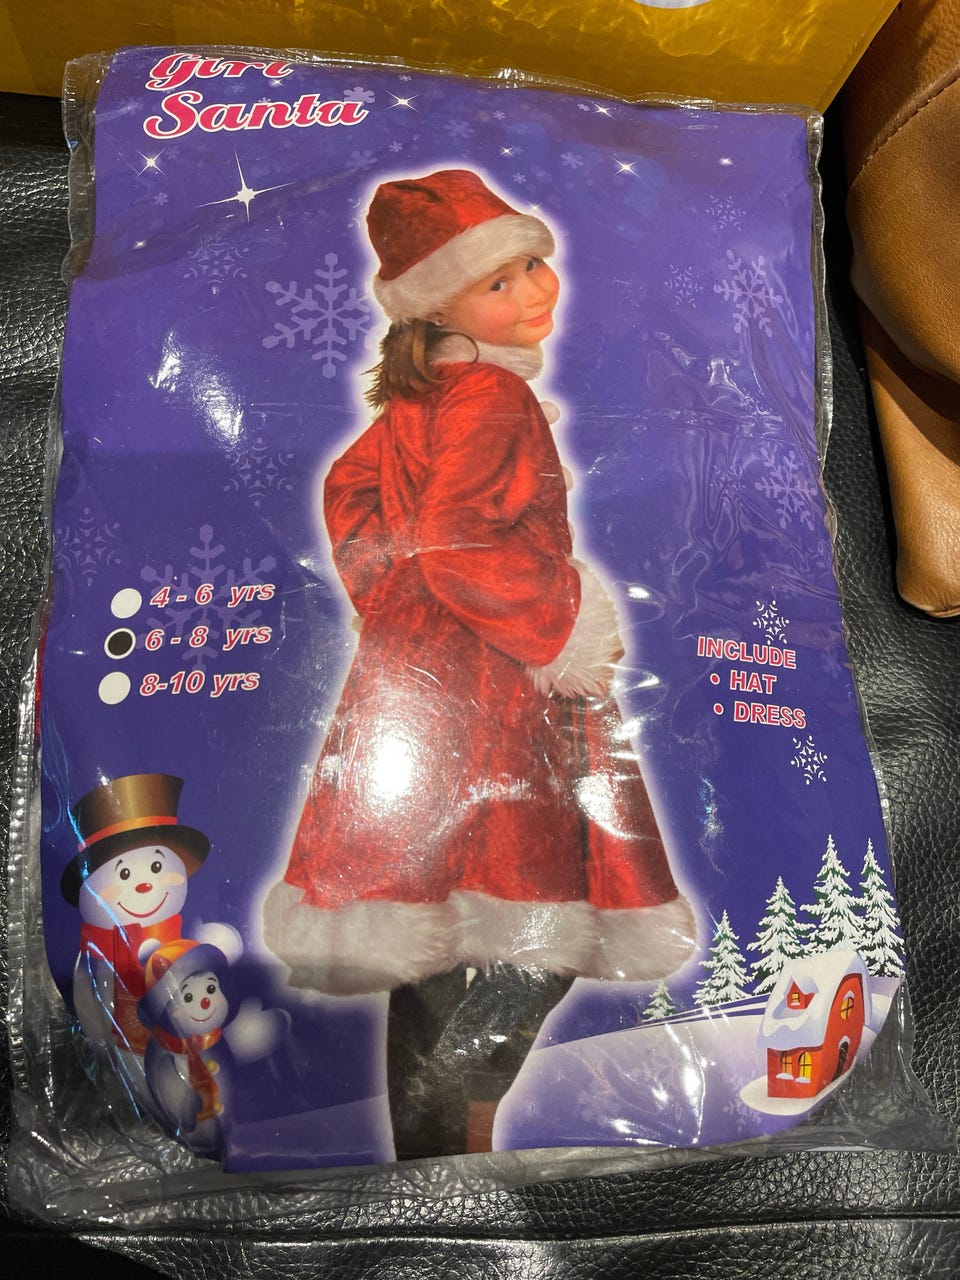 Girl
Santa
4 - 6 yrs
6 - 8 yrs
8-10 yrs
INCLUDE
• HAT
• DRESS